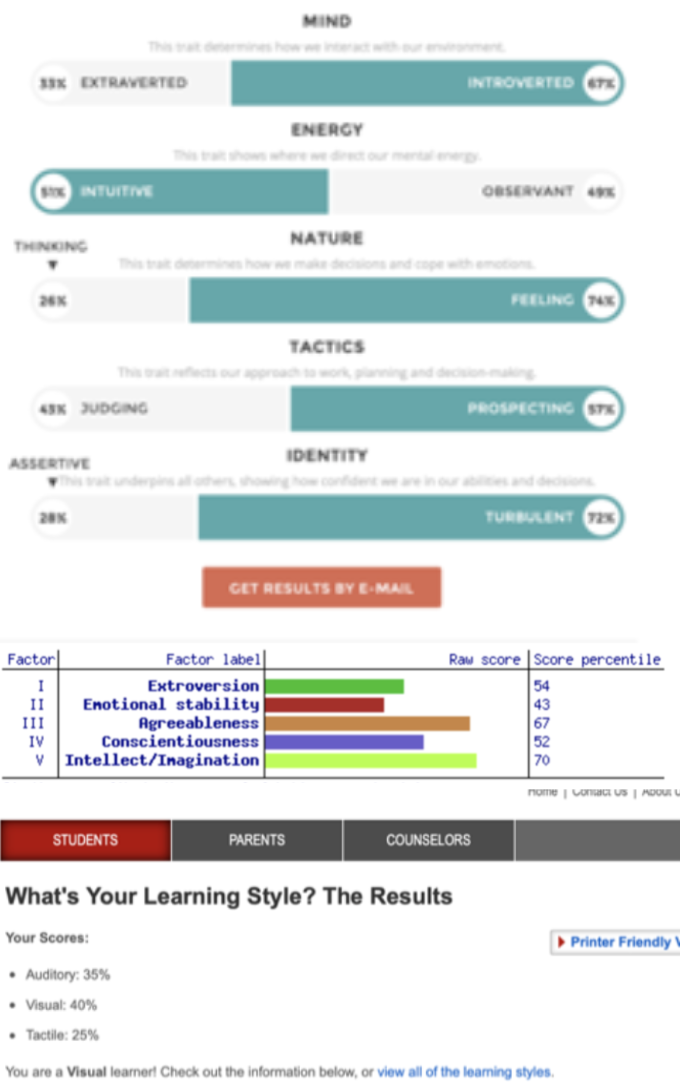 MIND
This trait determines how we interact with our environment.
33% EXTRAVERTED INTROVERTED 67%
ENERGY
This trait shows where we direct our mental energy.
51% INTUITIVE OBSERVANT 49%
NATURE
THINKING
This trait determines how we make decisions and cope with emotions.
26% FEELING 74%
TACTICS
This trait reflects our approach to work, planning and decision-making.
43% JUDGING PROSPECTING 57%
IDENTITY
ASSERTIVE
This trait underpins all others, showing how confident we are in our abilities and decisions.
28% TURBULENT 72%
GET RESULTS BY E-MAIL
Factor Factor label Raw score Score percentile
I Extroversion 54
II Emotional stability 43
III Agreeableness 67
IV Conscientiousness 52
V Intellect/Imagination 70
Home | Contact Us | About U
STUDENTS PARENTS COUNSELORS
What's Your Learning Style? The Results
Your Scores:
Printer Friendly V
• Auditory: 35%
• Visual: 40%
• Tactile: 25%
You are a Visual learner! Check out the information below, or view all of the learning styles.